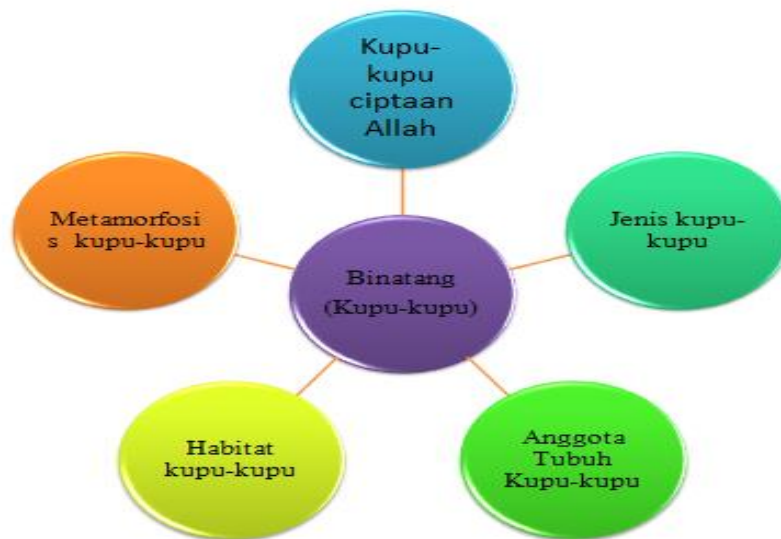 Kupu-
kupu
ciptaan
Allah
Metamorfosi
s kupu-kupu
Jenis kupu-
kupu
Binatang
(Kupu-kupu)
Habitat
kupu-kupu
Anggota
Tubuh
Kupu-kupu